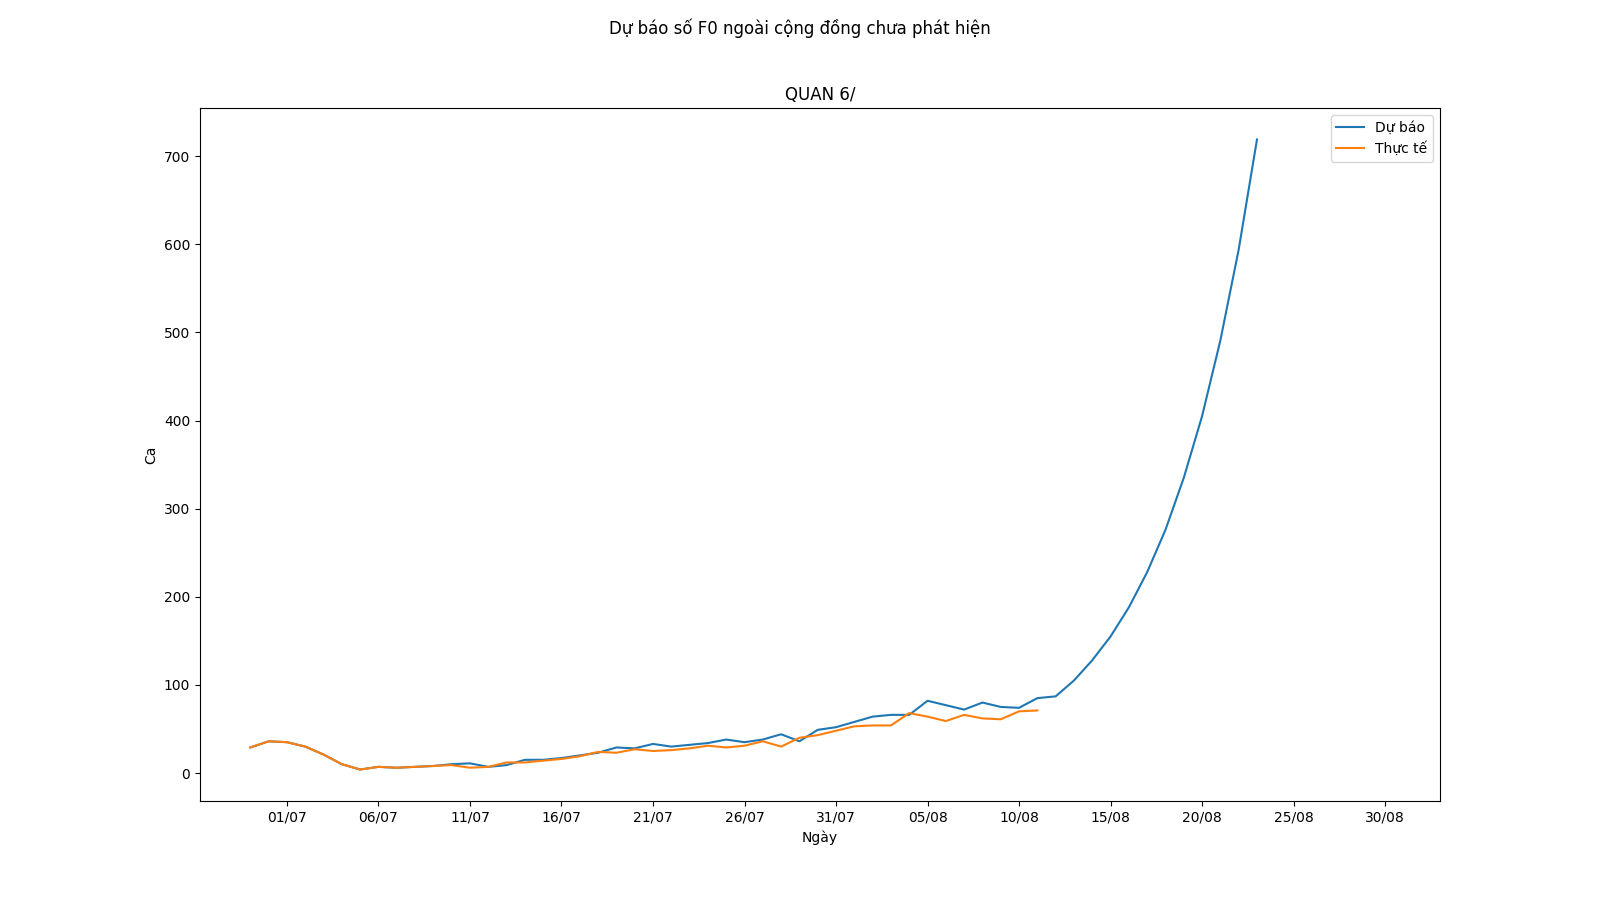 Dự báo số F0 ngoài cộng đồng chưa phát hiện
QUAN 6/
Dự báo
Thực tế
700
600
500
400
300
200
100
0
Ca
01/07 06/07 11/07 16/07 21/07 26/07 31/07 05/08 10/08 15/08 20/08 25/08 30/08
Ngày